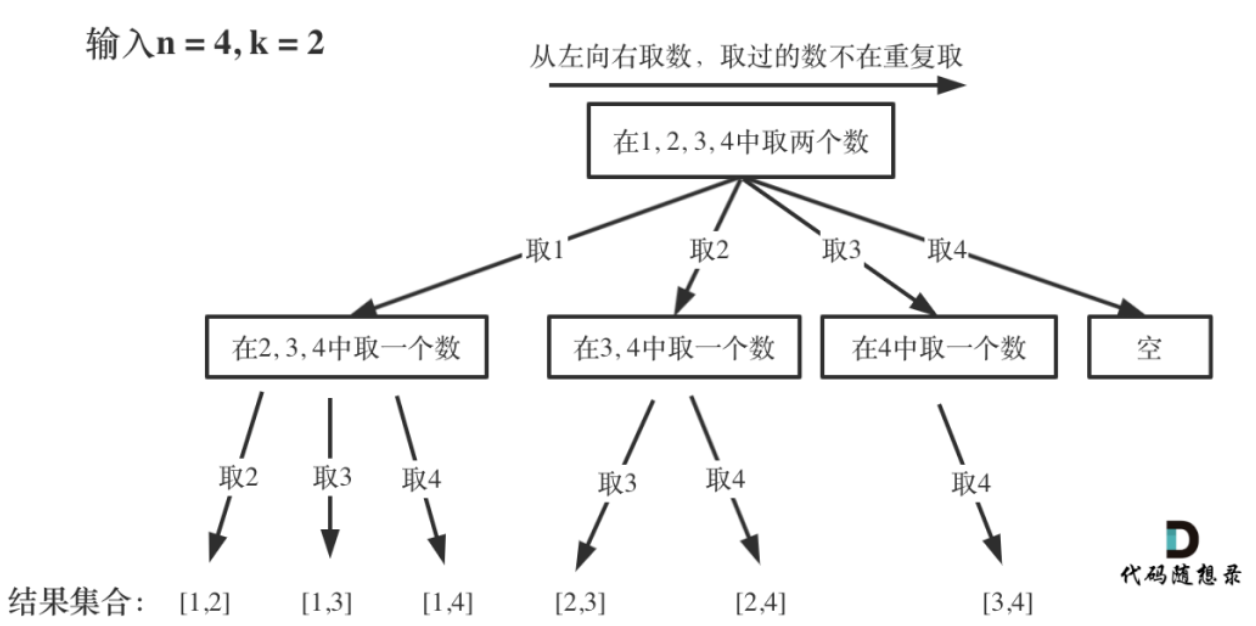 输入n = 4, k = 2
从左向右取数，取过的数不在重复取
在1, 2, 3, 4中取两个数
取1 取2 取3 取4
在2, 3, 4中取一个数 在3, 4中取一个数 在4中取一个数 空
取2 取3 取4 取3 取4 取4
代码随想录
结果集合： [1,2] [1,3] [1,4] [2,3] [2,4] [3,4]